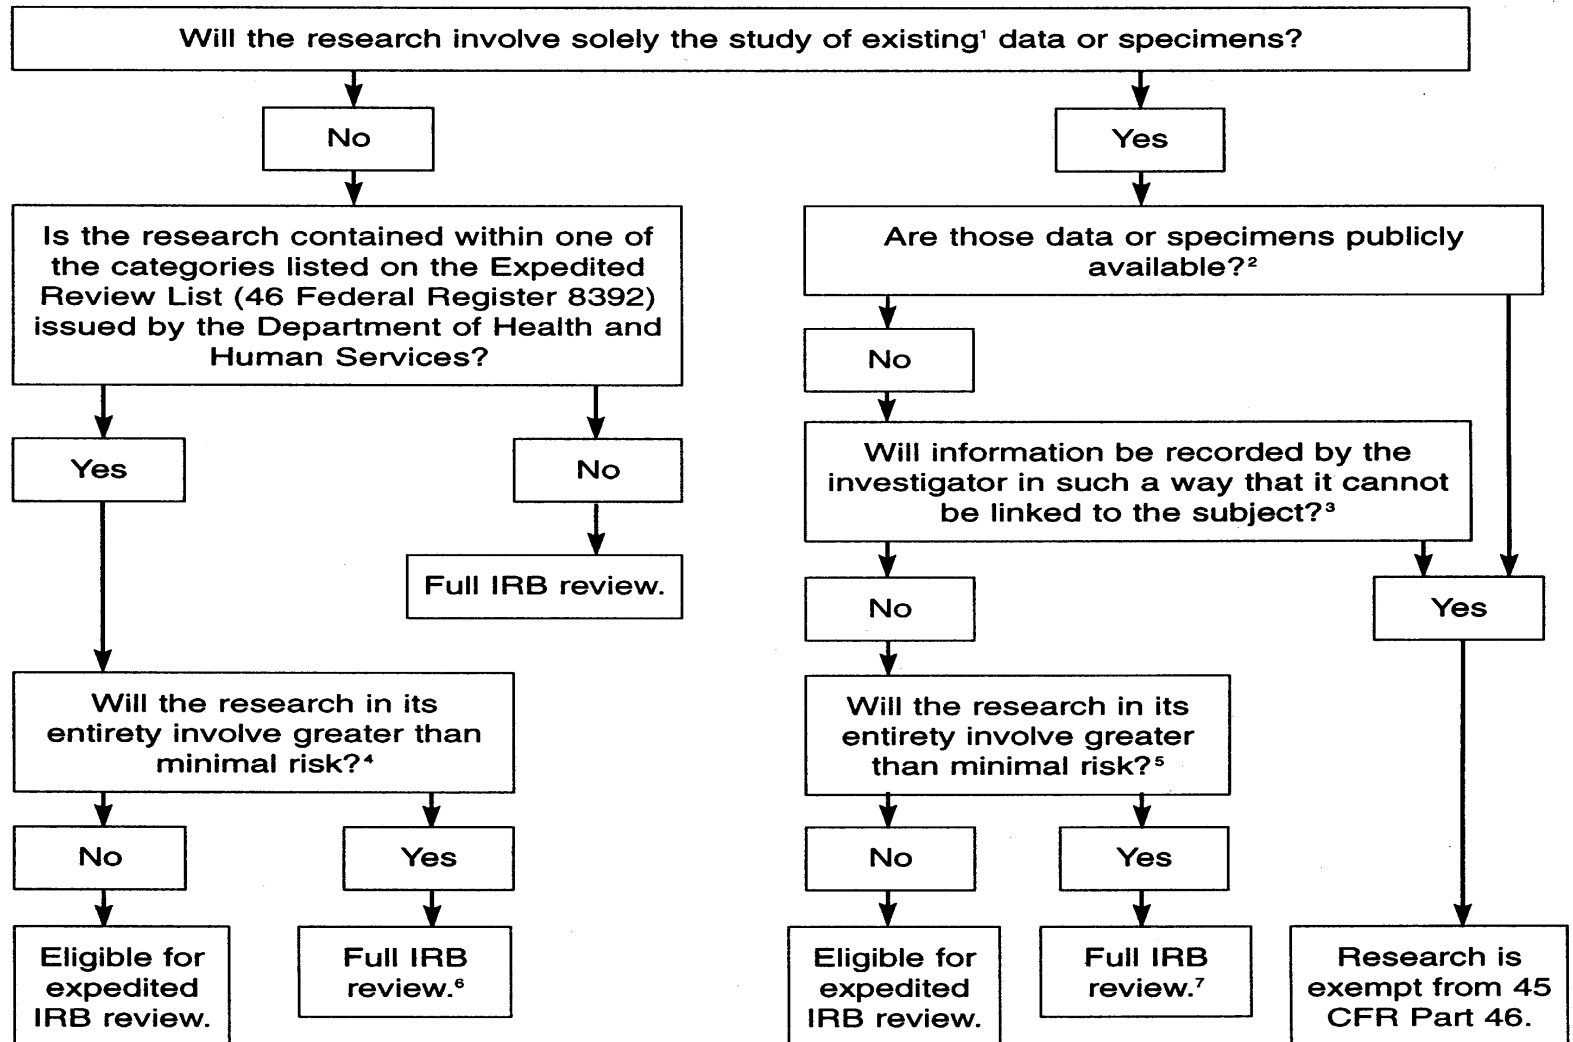 Will the research involve solely the study of existing¹ data or specimens?
No
Yes
Is the research contained within one of
the categories listed on the Expedited
Review List (46 Federal Register 8392)
issued by the Department of Health and
Human Services?
Are those data or specimens publicly
available?²
No
Will information be recorded by the
investigator in such a way that it cannot
be linked to the subject?³
Yes
No
Full IRB review.
No
Yes
Will the research in its
entirety involve greater than
minimal risk?⁴
Will the research in its
entirety involve greater
than minimal risk?⁵
No
Yes
No
Yes
Eligible for
expedited
IRB review.
Full IRB
review.⁶
Eligible for
expedited
IRB review.
Full IRB
review.⁷
Research is
exempt from 45
CFR Part 46.